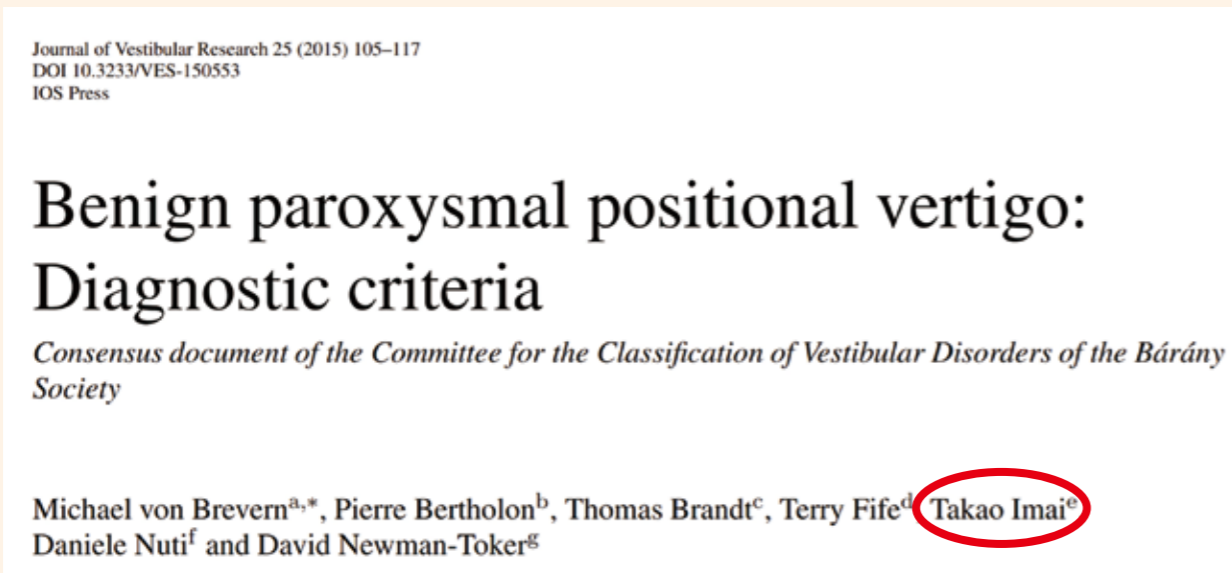 Journal of Vestibular Research 25 (2015) 105–117
DOI 10.3233/VES-150553
IOS Press
Benign paroxysmal positional vertigo:
Diagnostic criteria
Consensus document of the Committee for the Classification of Vestibular Disorders of the Bárány
Society
Michael von Brevernᵃ,*, Pierre Bertholonᵇ, Thomas Brandtᶜ, Terry Fifeᵈ Takao Imaiᵉ
Daniele Nutiᶠ and David Newman-Tokerᵍ